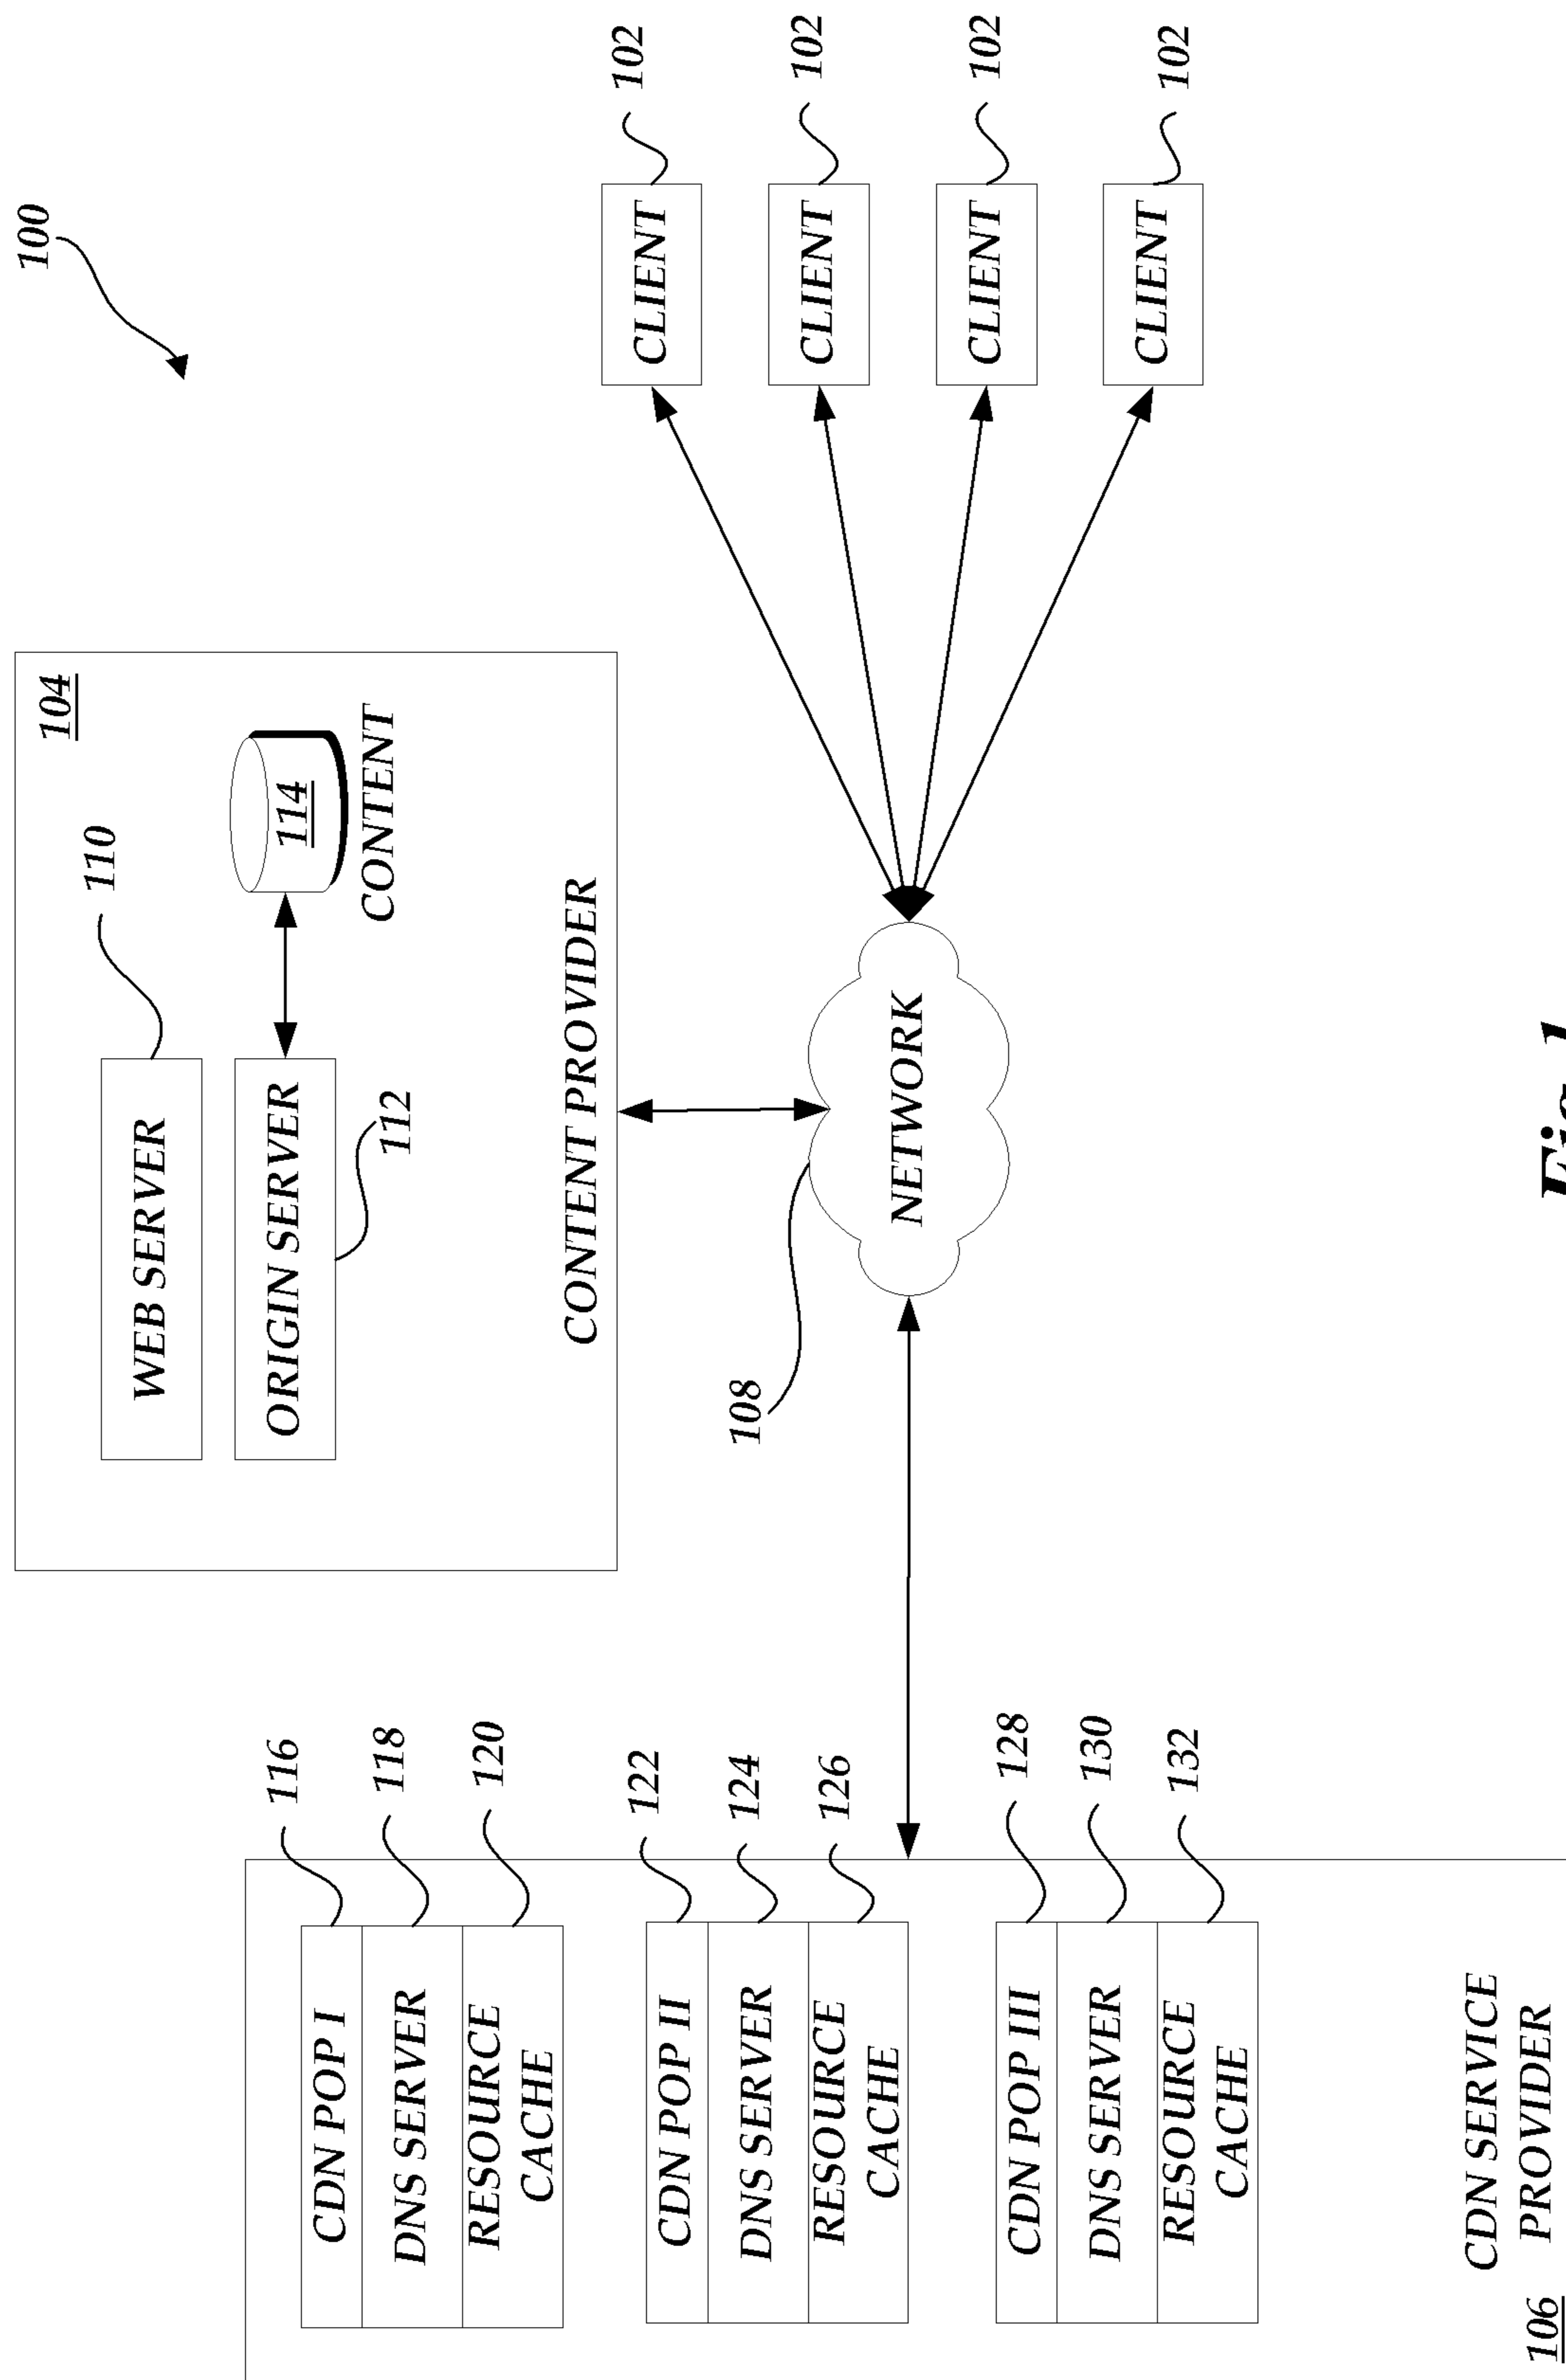 100
104
110
WEB SERVER
ORIGIN SERVER
112
114
CONTENT
CONTENT PROVIDER
116
CDN POP I
118
DNS SERVER
120
RESOURCE
CACHE
122
CDN POP II
124
DNS SERVER
126
RESOURCE
CACHE
128
CDN POP III
130
DNS SERVER
132
RESOURCE
CACHE
CDN SERVICE
PROVIDER
106
108
NETWORK
CLIENT
102
CLIENT
102
CLIENT
102
CLIENT
102
Fig. 1